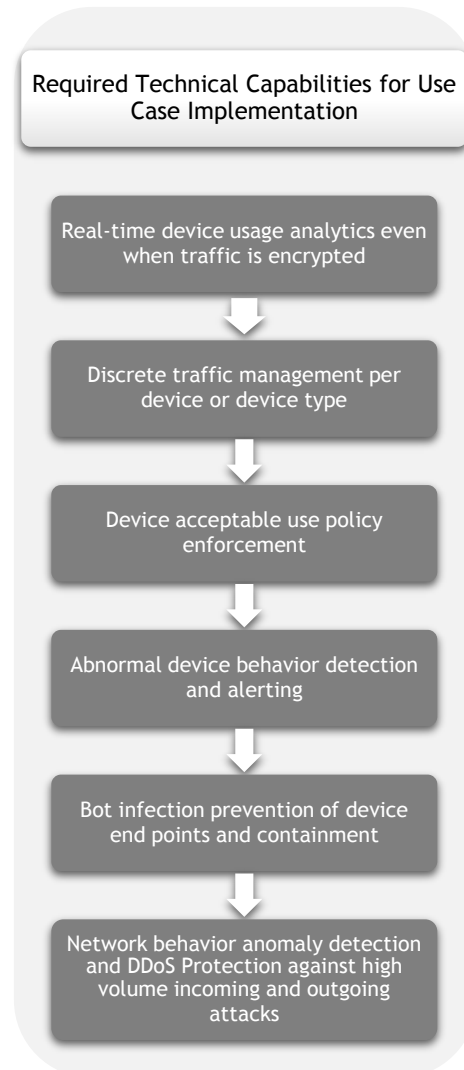 Required Technical Capabilities for Use
Case Implementation
Real-time device usage analytics even
when traffic is encrypted
Discrete traffic management per
device or device type
Device acceptable use policy
enforcement
Abnormal device behavior detection
and alerting
Bot infection prevention of device
end points and containment
Network behavior anomaly detection
and DDoS Protection against high
volume incoming and outgoing
attacks